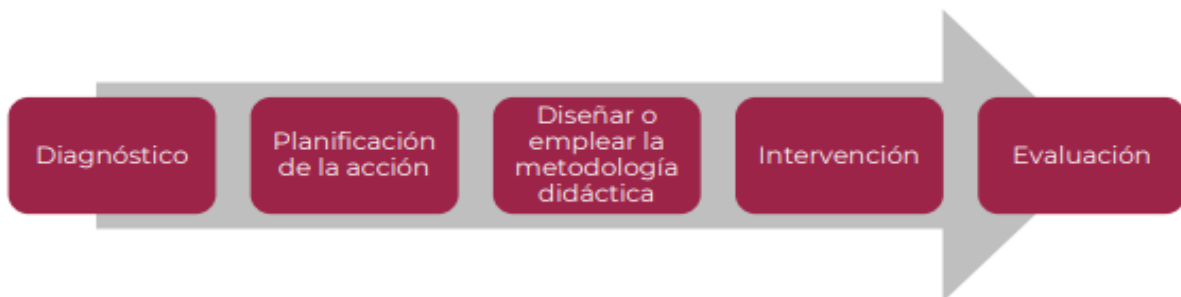 Diagnóstico
Planificación
de la acción
Diseñar o
emplear la
metodología
didáctica
Intervención
Evaluación